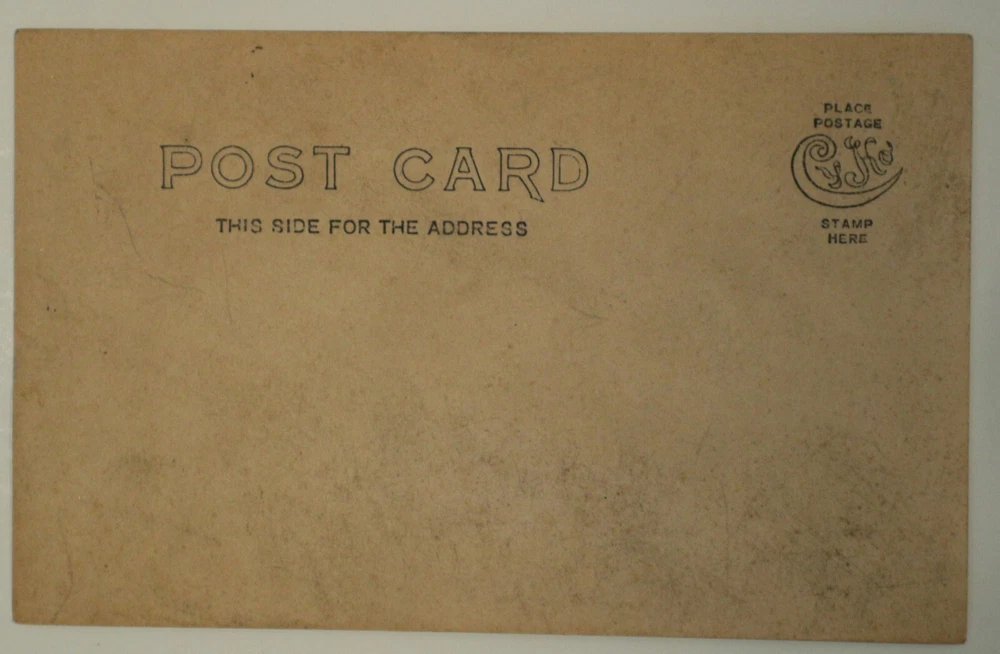 POST CARD
THIS SIDE FOR THE ADDRESS
PLACE
POSTAGE
CyKo
STAMP
HERE